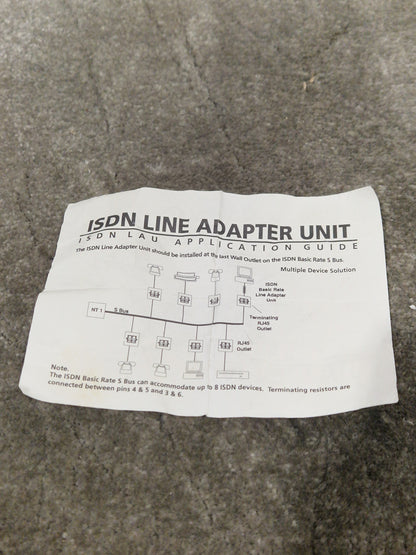 ISDN LINE ADAPTER UNIT
ISDN LAU APPLICATION GUIDE
The ISDN Line Adapter Unit should be installed at the last Wall Outlet on the ISDN Basic Rate S Bus.
Multiple Device Solution
ISDN
Basic Rate
Line Adapter
Unit
NT 1
S Bus
Terminating
RJ45
Outlet
RJ45
Outlet
Note.
The ISDN Basic Rate S Bus can accommodate up to 8 ISDN devices. Terminating resistors are
connected between pins 4 & 5 and 3 & 6.